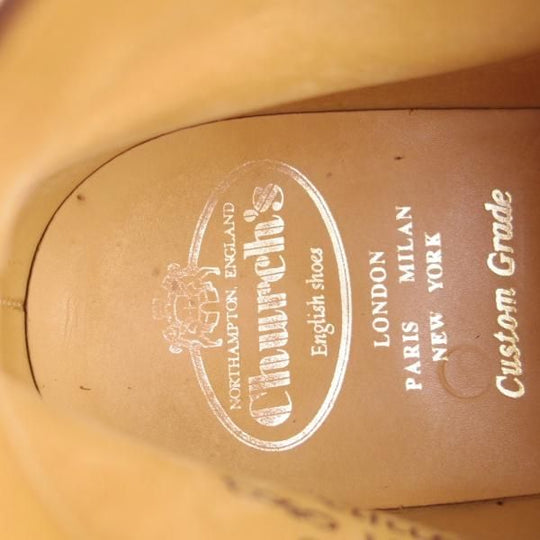 NORTHAMPTON, ENGLAND
Church's
English shoes
LONDON
PARIS MILAN
NEW YORK
Custom Grade